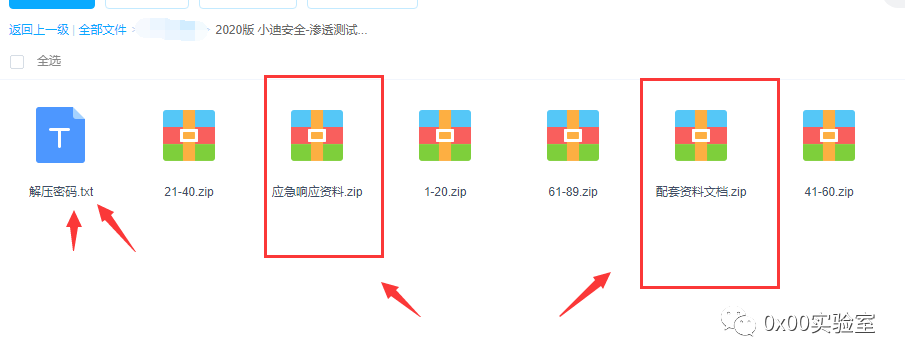 返回上一级 | 全部文件 > 2020版 小迪安全-渗透测试...
全选
解压密码.txt
21-40.zip
应急响应资料.zip
1-20.zip
61-89.zip
配套资料文档.zip
41-60.zip
0x00实验室